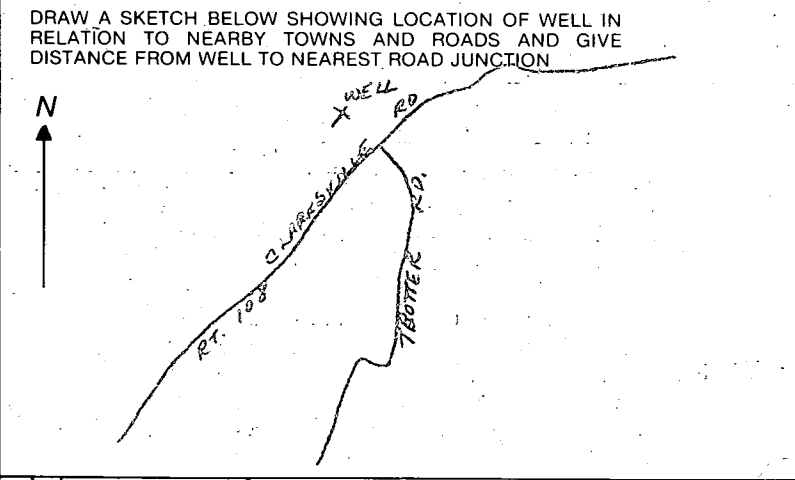 DRAW A SKETCH BELOW SHOWING LOCATION OF WELL IN
RELATION TO NEARBY TOWNS AND ROADS AND GIVE
DISTANCE FROM WELL TO NEAREST ROAD JUNCTION
N
X WELL
CLARKSVILLE RD
RT. 108
TROTTER RD.